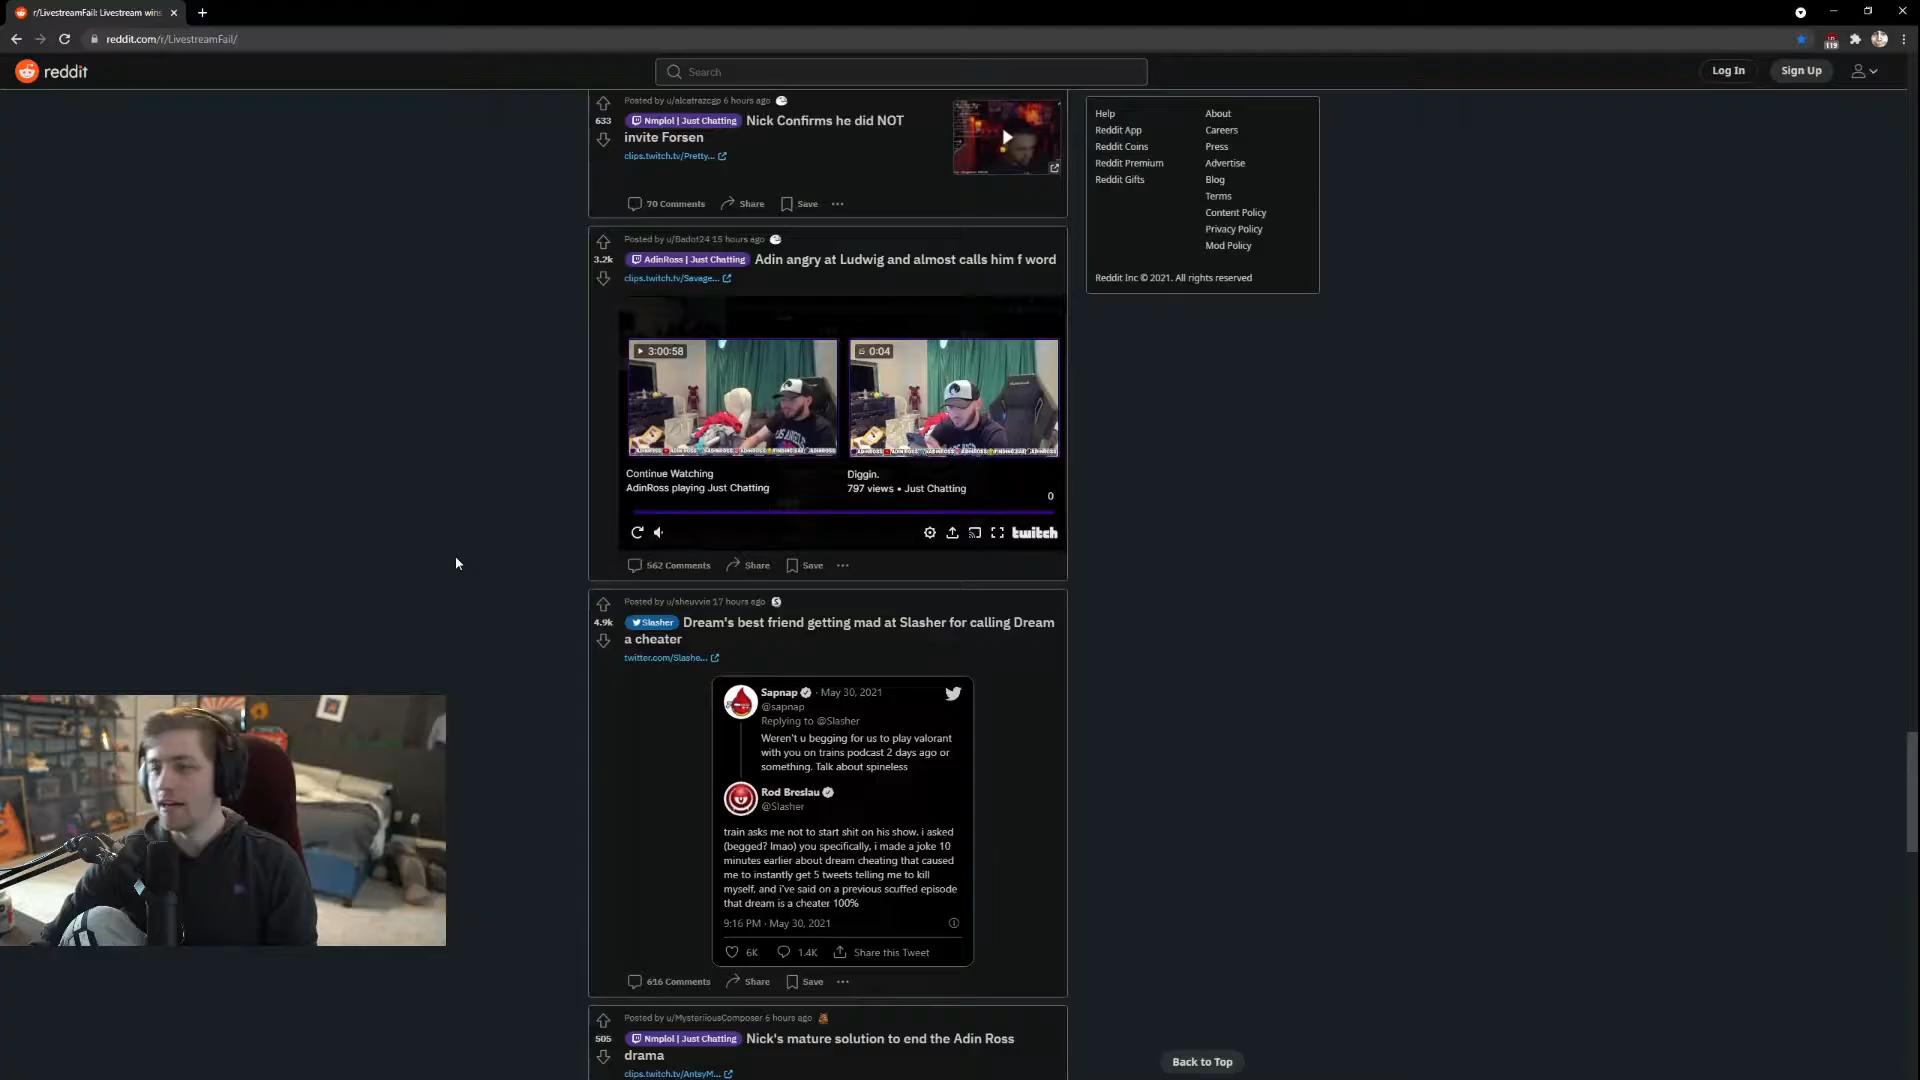 r/LivestreamFail: Livestream wins
reddit.com/r/LivestreamFail/
119
reddit
Search
Log In
Sign Up
Posted by u/alcatrazcgp 6 hours ago
633
Nmplol | Just Chatting Nick Confirms he did NOT
invite Forsen
clips.twitch.tv/Pretty...
70 Comments Share Save
Help
Reddit App
Reddit Coins
Reddit Premium
Reddit Gifts
About
Careers
Press
Advertise
Blog
Terms
Content Policy
Privacy Policy
Mod Policy
Reddit Inc © 2021. All rights reserved
Posted by u/Badot24 15 hours ago
3.2k
AdinRoss | Just Chatting Adin angry at Ludwig and almost calls him f word
clips.twitch.tv/Savage...
3:00:58
0:04
Continue Watching
AdinRoss playing Just Chatting
Diggin.
797 views • Just Chatting
0
twitch
562 Comments Share Save
Posted by u/sheuvvie 17 hours ago
4.9k
Slasher Dream's best friend getting mad at Slasher for calling Dream
a cheater
twitter.com/Slashe...
Sapnap · May 30, 2021
@sapnap
Replying to @Slasher
Weren't u begging for us to play valorant
with you on trains podcast 2 days ago or
something. Talk about spineless
Rod Breslau
@Slasher
train asks me not to start shit on his show. i asked
(begged? lmao) you specifically, i made a joke 10
minutes earlier about dream cheating that caused
me to instantly get 5 tweets telling me to kill
myself, and i've said on a previous scuffed episode
that dream is a cheater 100%
9:16 PM · May 30, 2021
6K 1.4K Share this Tweet
616 Comments Share Save
Posted by u/MysteriiousComposer 6 hours ago
505
Nmplol | Just Chatting Nick's mature solution to end the Adin Ross
drama
clips.twitch.tv/AntsyM...
Back to Top